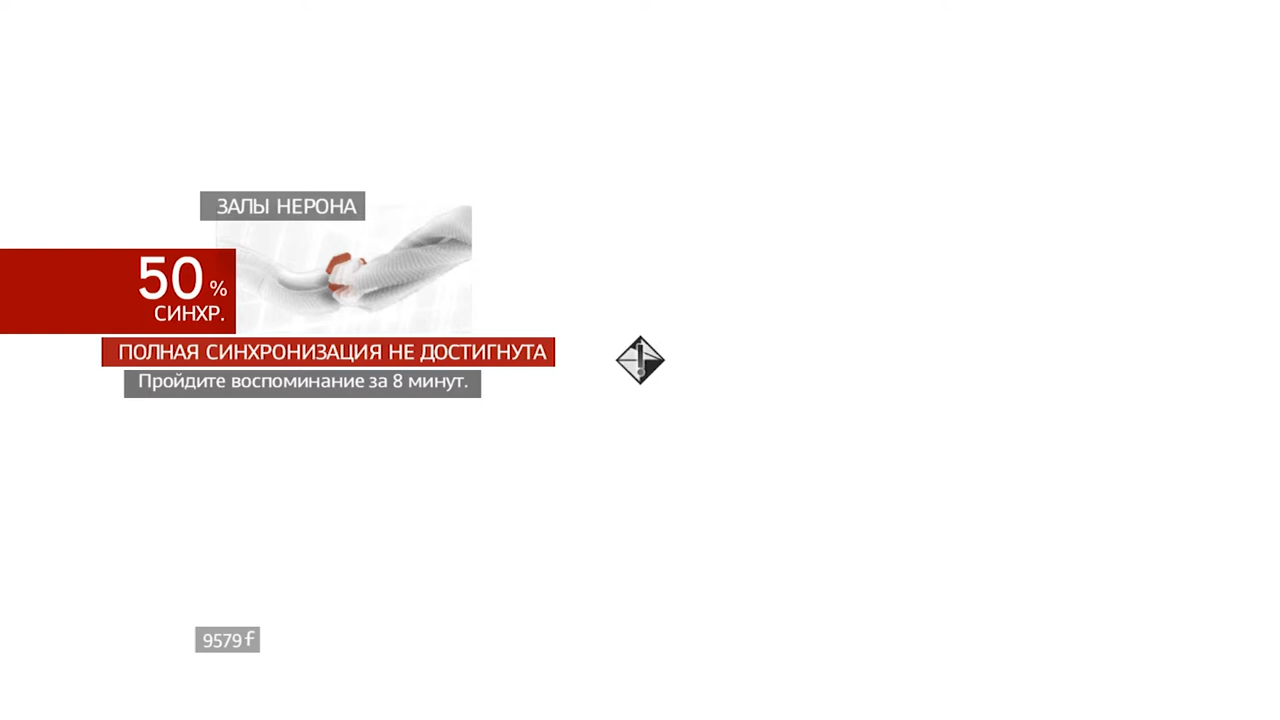 ЗАЛЫ НЕРОНА
50 %
СИНХР.
ПОЛНАЯ СИНХРОНИЗАЦИЯ НЕ ДОСТИГНУТА
Пройдите воспоминание за 8 минут.
9579 f